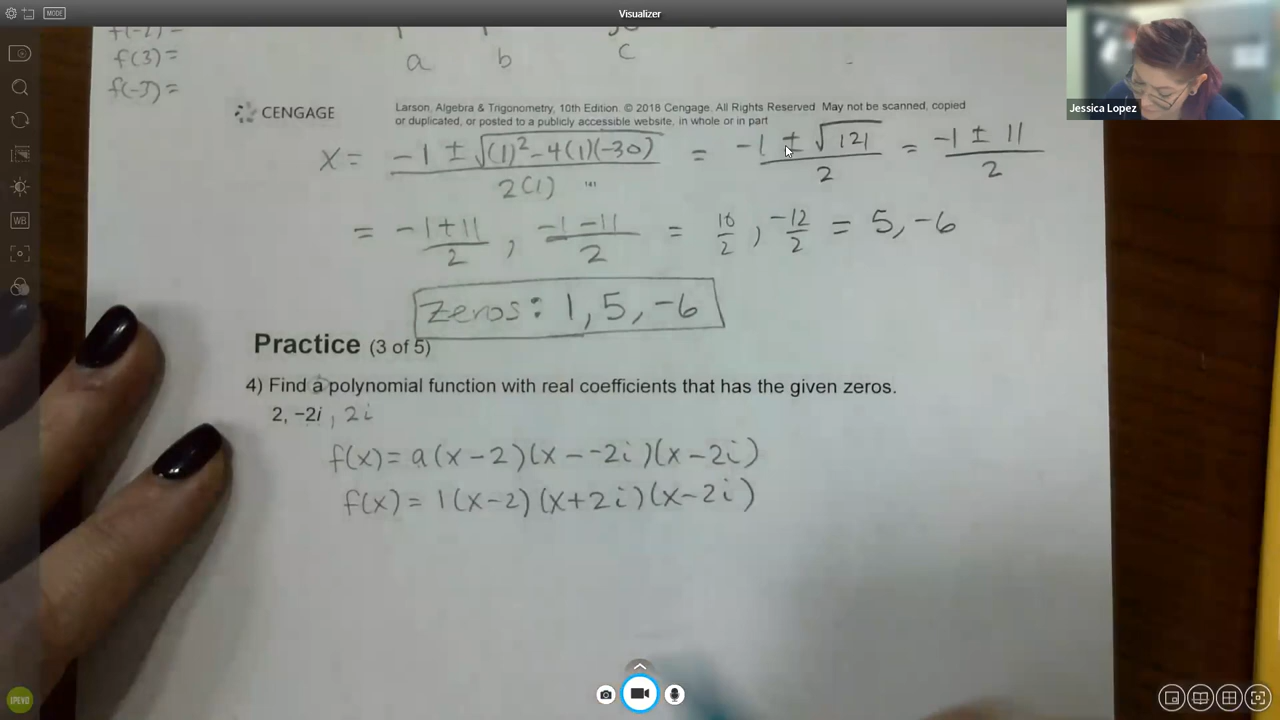 MODE
Visualizer
f(-2)=
f(3)=
f(-3)=
a b c
Jessica Lopez
CENGAGE
Larson, Algebra & Trigonometry, 10th Edition. © 2018 Cengage. All Rights Reserved May not be scanned, copied
or duplicated, or posted to a publicly accessible website, in whole or in part
x = (-1 ± √((1)²-4(1)(-30)))/(2(1)) = (-1 ± √121)/2 = (-1 ± 11)/2
= (-1+11)/2, (-1-11)/2 = 10/2, -12/2 = 5, -6
Zeros: 1, 5, -6
Practice (3 of 5)
4) Find a polynomial function with real coefficients that has the given zeros.
2, −2i, 2i
f(x)= a(x-2)(x--2i)(x-2i)
f(x)= 1(x-2)(x+2i)(x-2i)
WB
IPEVO